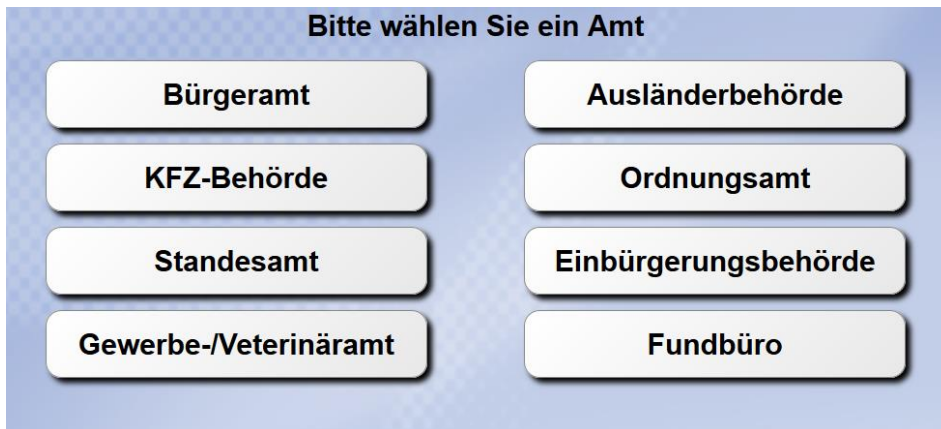 Bitte wählen Sie ein Amt
Bürgeramt
Ausländerbehörde
KFZ-Behörde
Ordnungsamt
Standesamt
Einbürgerungsbehörde
Gewerbe-/Veterinäramt
Fundbüro